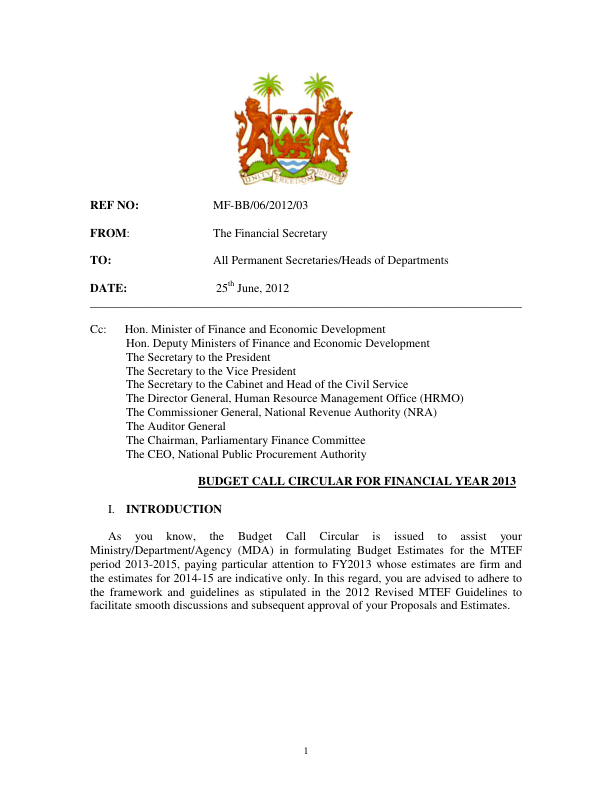 UNITY FREEDOM JUSTICE
REF NO: MF-BB/06/2012/03
FROM: The Financial Secretary
TO: All Permanent Secretaries/Heads of Departments
DATE: 25th June, 2012
Cc: Hon. Minister of Finance and Economic Development
Hon. Deputy Ministers of Finance and Economic Development
The Secretary to the President
The Secretary to the Vice President
The Secretary to the Cabinet and Head of the Civil Service
The Director General, Human Resource Management Office (HRMO)
The Commissioner General, National Revenue Authority (NRA)
The Auditor General
The Chairman, Parliamentary Finance Committee
The CEO, National Public Procurement Authority
BUDGET CALL CIRCULAR FOR FINANCIAL YEAR 2013
I. INTRODUCTION
As you know, the Budget Call Circular is issued to assist your
Ministry/Department/Agency (MDA) in formulating Budget Estimates for the MTEF
period 2013-2015, paying particular attention to FY2013 whose estimates are firm and
the estimates for 2014-15 are indicative only. In this regard, you are advised to adhere to
the framework and guidelines as stipulated in the 2012 Revised MTEF Guidelines to
facilitate smooth discussions and subsequent approval of your Proposals and Estimates.
1